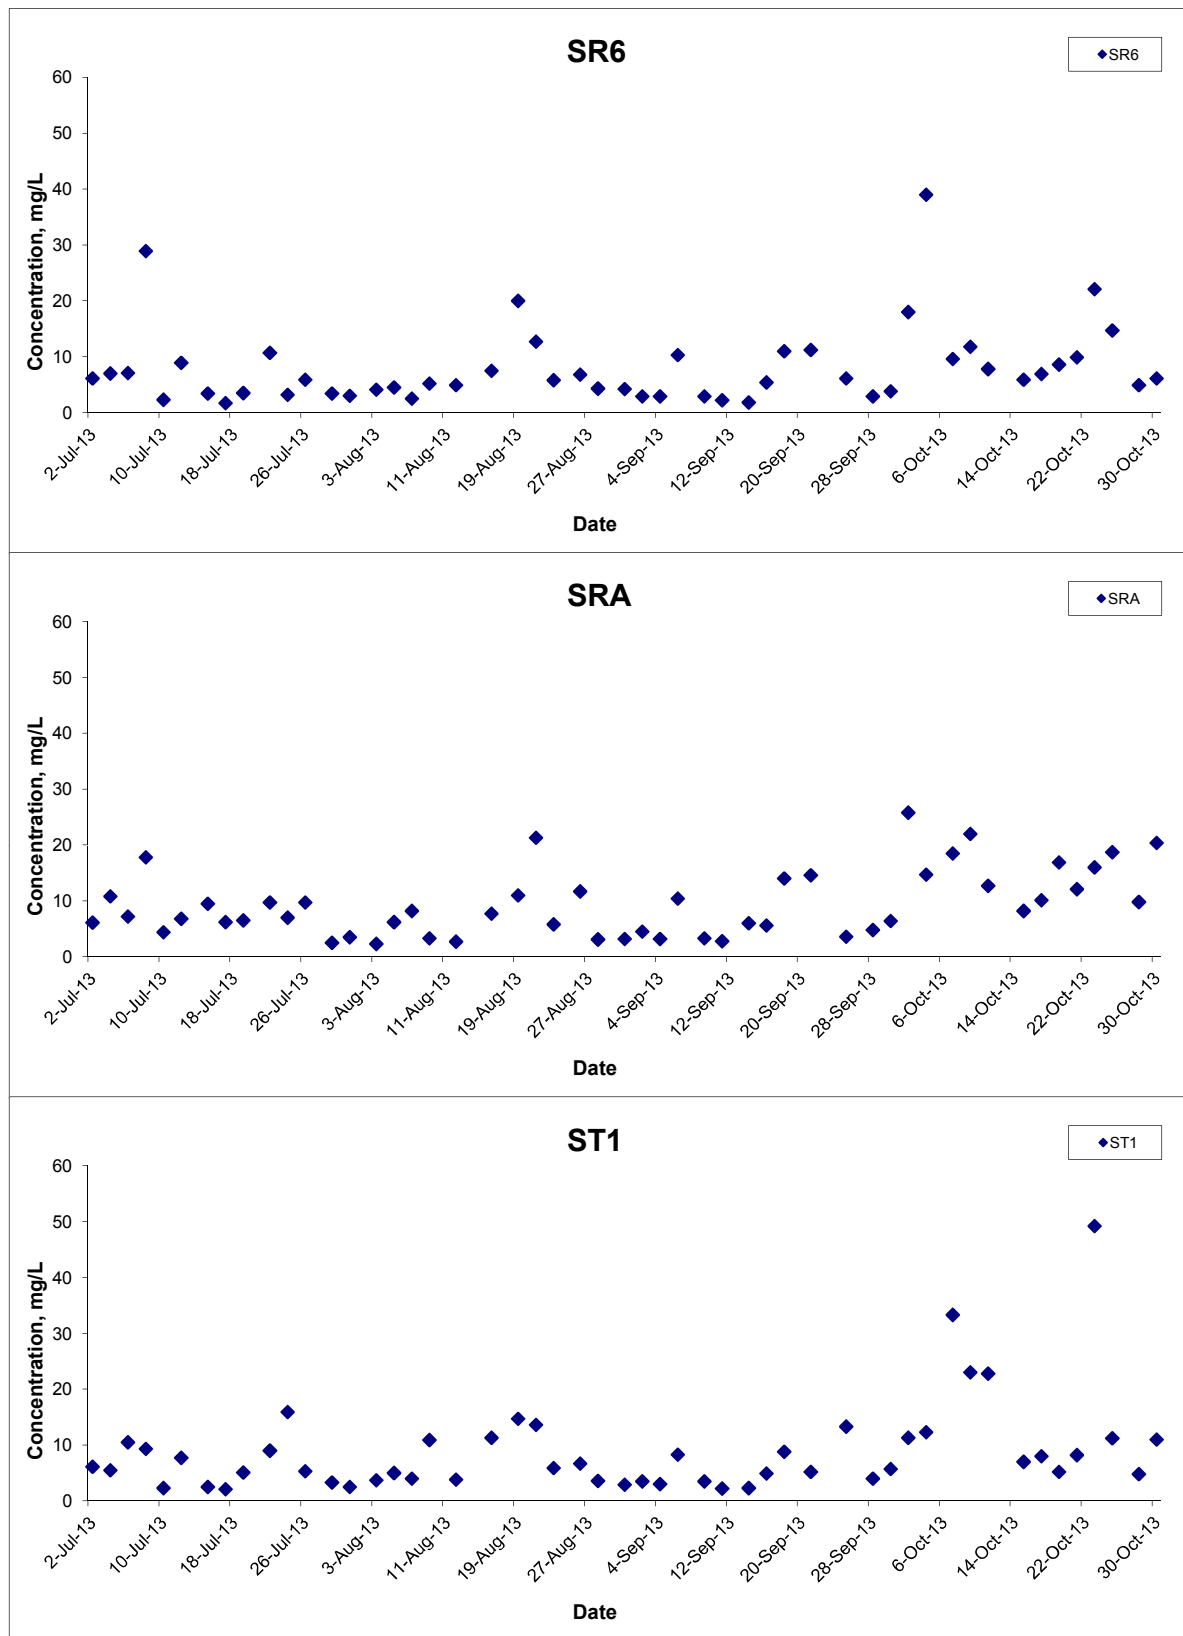 SR6
SR6
60
50
40
30
20
10
0
Concentration, mg/L
2-Jul-13
10-Jul-13
18-Jul-13
26-Jul-13
3-Aug-13
11-Aug-13
19-Aug-13
27-Aug-13
4-Sep-13
12-Sep-13
20-Sep-13
28-Sep-13
6-Oct-13
14-Oct-13
22-Oct-13
30-Oct-13
Date
SRA
SRA
60
50
40
30
20
10
0
Concentration, mg/L
2-Jul-13
10-Jul-13
18-Jul-13
26-Jul-13
3-Aug-13
11-Aug-13
19-Aug-13
27-Aug-13
4-Sep-13
12-Sep-13
20-Sep-13
28-Sep-13
6-Oct-13
14-Oct-13
22-Oct-13
30-Oct-13
Date
ST1
ST1
60
50
40
30
20
10
0
Concentration, mg/L
2-Jul-13
10-Jul-13
18-Jul-13
26-Jul-13
3-Aug-13
11-Aug-13
19-Aug-13
27-Aug-13
4-Sep-13
12-Sep-13
20-Sep-13
28-Sep-13
6-Oct-13
14-Oct-13
22-Oct-13
30-Oct-13
Date